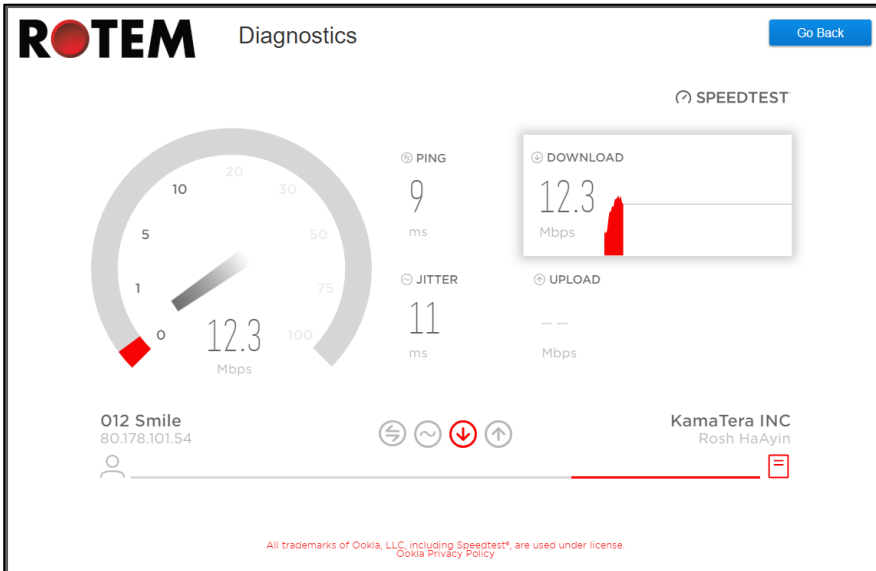 ROTEM
Diagnostics
Go Back
SPEEDTEST
20
10
30
5
50
1
75
0
100
12.3
Mbps
PING
9
ms
DOWNLOAD
12.3
Mbps
JITTER
11
ms
UPLOAD
— —
Mbps
012 Smile
80.178.101.54
KamaTera INC
Rosh HaAyin
All trademarks of Ookla, LLC, including Speedtest®, are used under license.
Ookla Privacy Policy